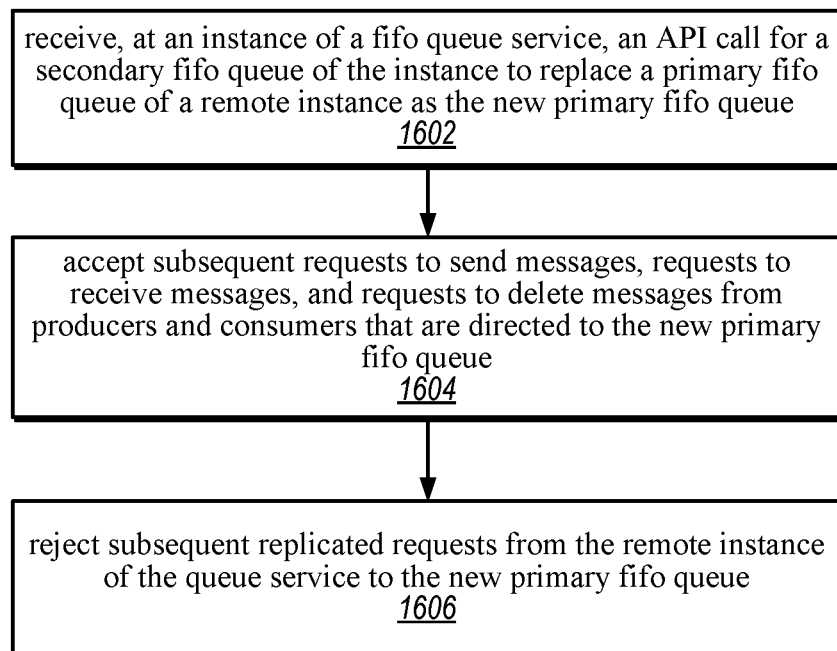 receive, at an instance of a fifo queue service, an API call for a
secondary fifo queue of the instance to replace a primary fifo
queue of a remote instance as the new primary fifo queue
1602
accept subsequent requests to send messages, requests to
receive messages, and requests to delete messages from
producers and consumers that are directed to the new primary
fifo queue
1604
reject subsequent replicated requests from the remote instance
of the queue service to the new primary fifo queue
1606